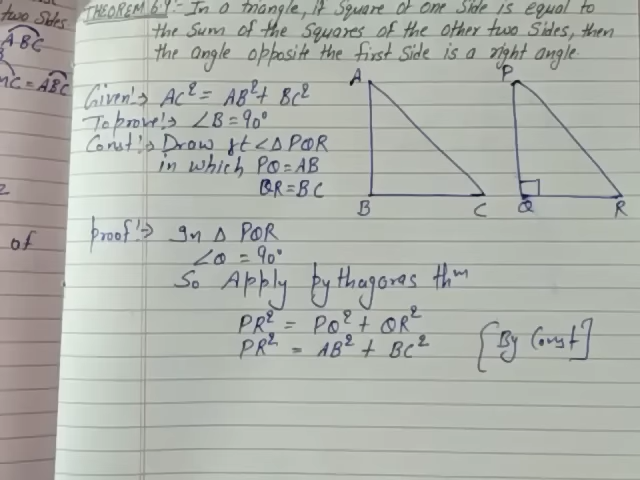 two sides
ABC
MC = ABC
2
of
THEOREM 6.9:- In a triangle, if Square of one Side is equal to
the Sum of the Squares of the other two Sides, then
the angle opposite the first Side is a right angle.
Given:→ AC² = AB² + BC²
To prove:→ ∠B = 90°
Const:→ Draw rt ∠ Δ PQR
in which PQ = AB
QR = BC
A
B
C
P
Q
R
proof:→ In Δ PQR
∠Q = 90°
So Apply pythagoras thm
PR² = PQ² + QR²
PR² = AB² + BC² [By Const]